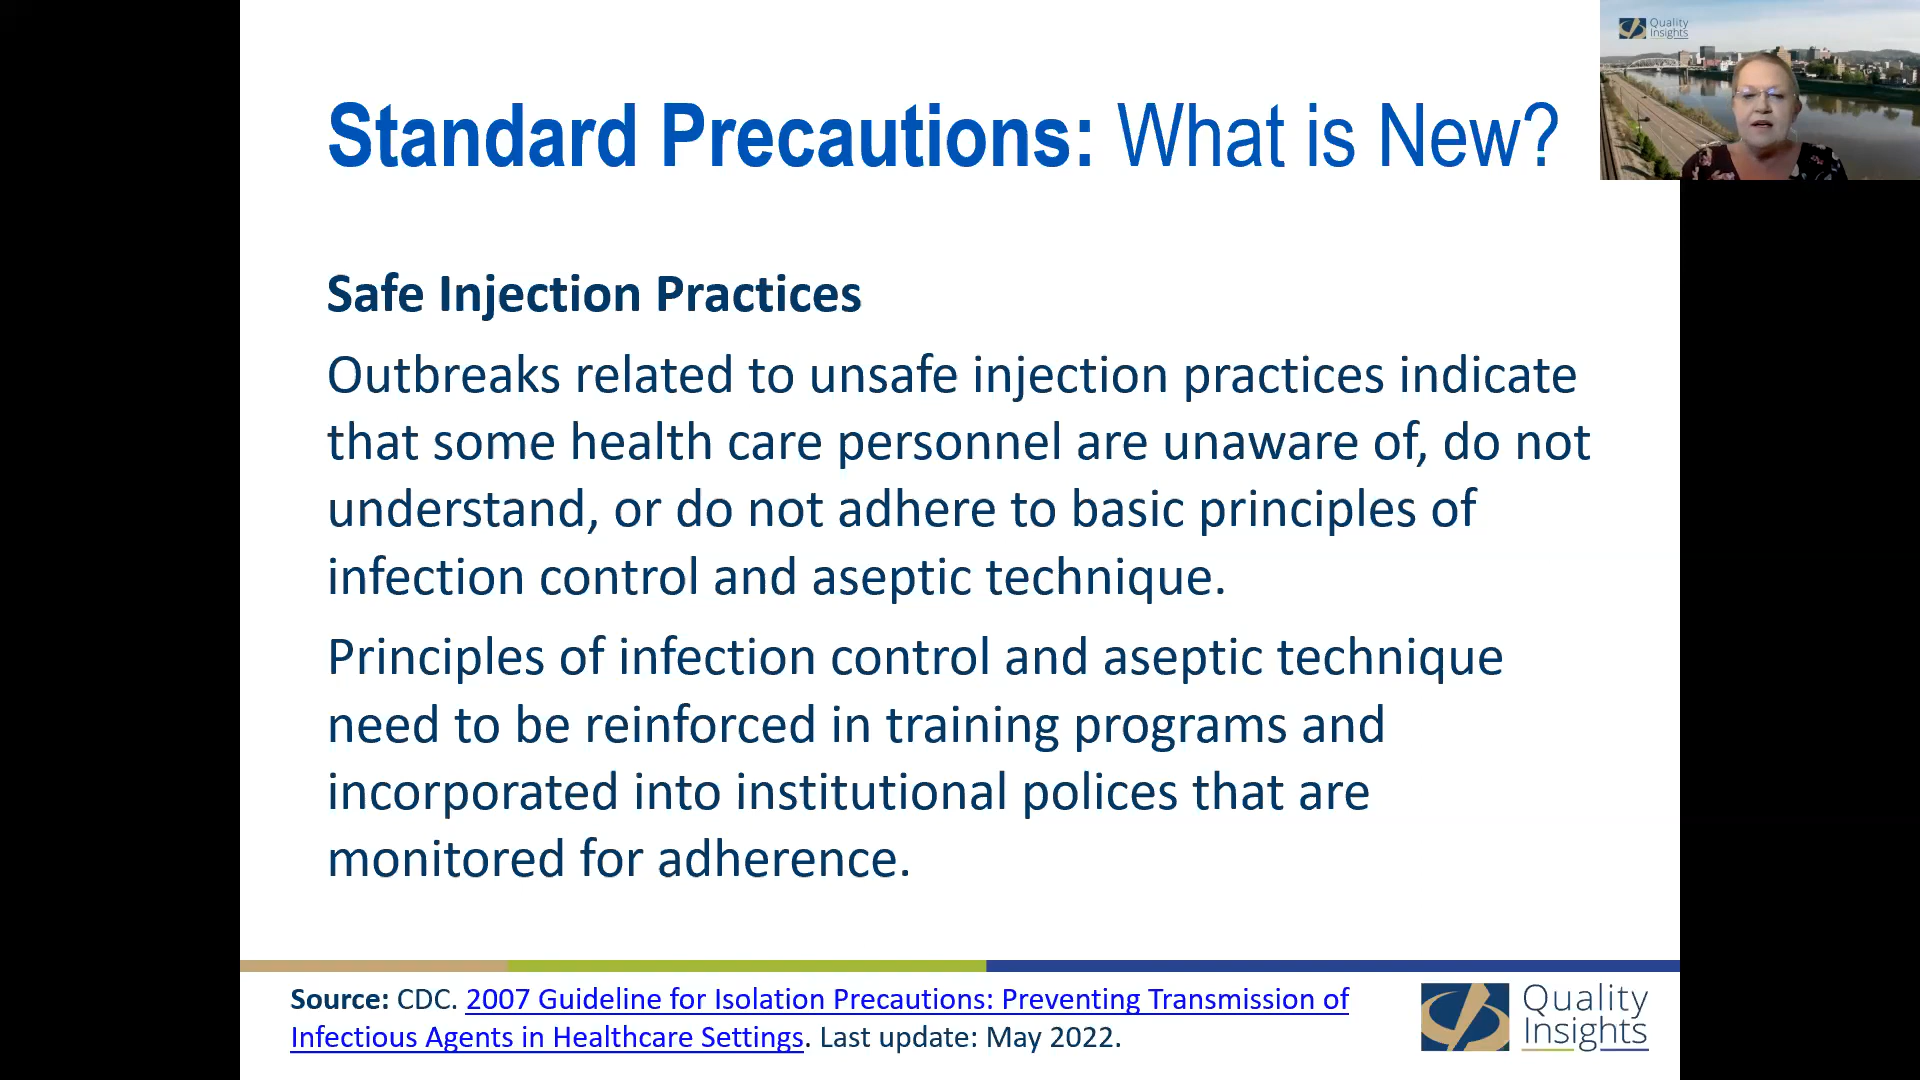 Standard Precautions: What is New?
Quality
Insights
Safe Injection Practices
Outbreaks related to unsafe injection practices indicate
that some health care personnel are unaware of, do not
understand, or do not adhere to basic principles of
infection control and aseptic technique.
Principles of infection control and aseptic technique
need to be reinforced in training programs and
incorporated into institutional polices that are
monitored for adherence.
Source: CDC. 2007 Guideline for Isolation Precautions: Preventing Transmission of
Infectious Agents in Healthcare Settings. Last update: May 2022.
Quality
Insights